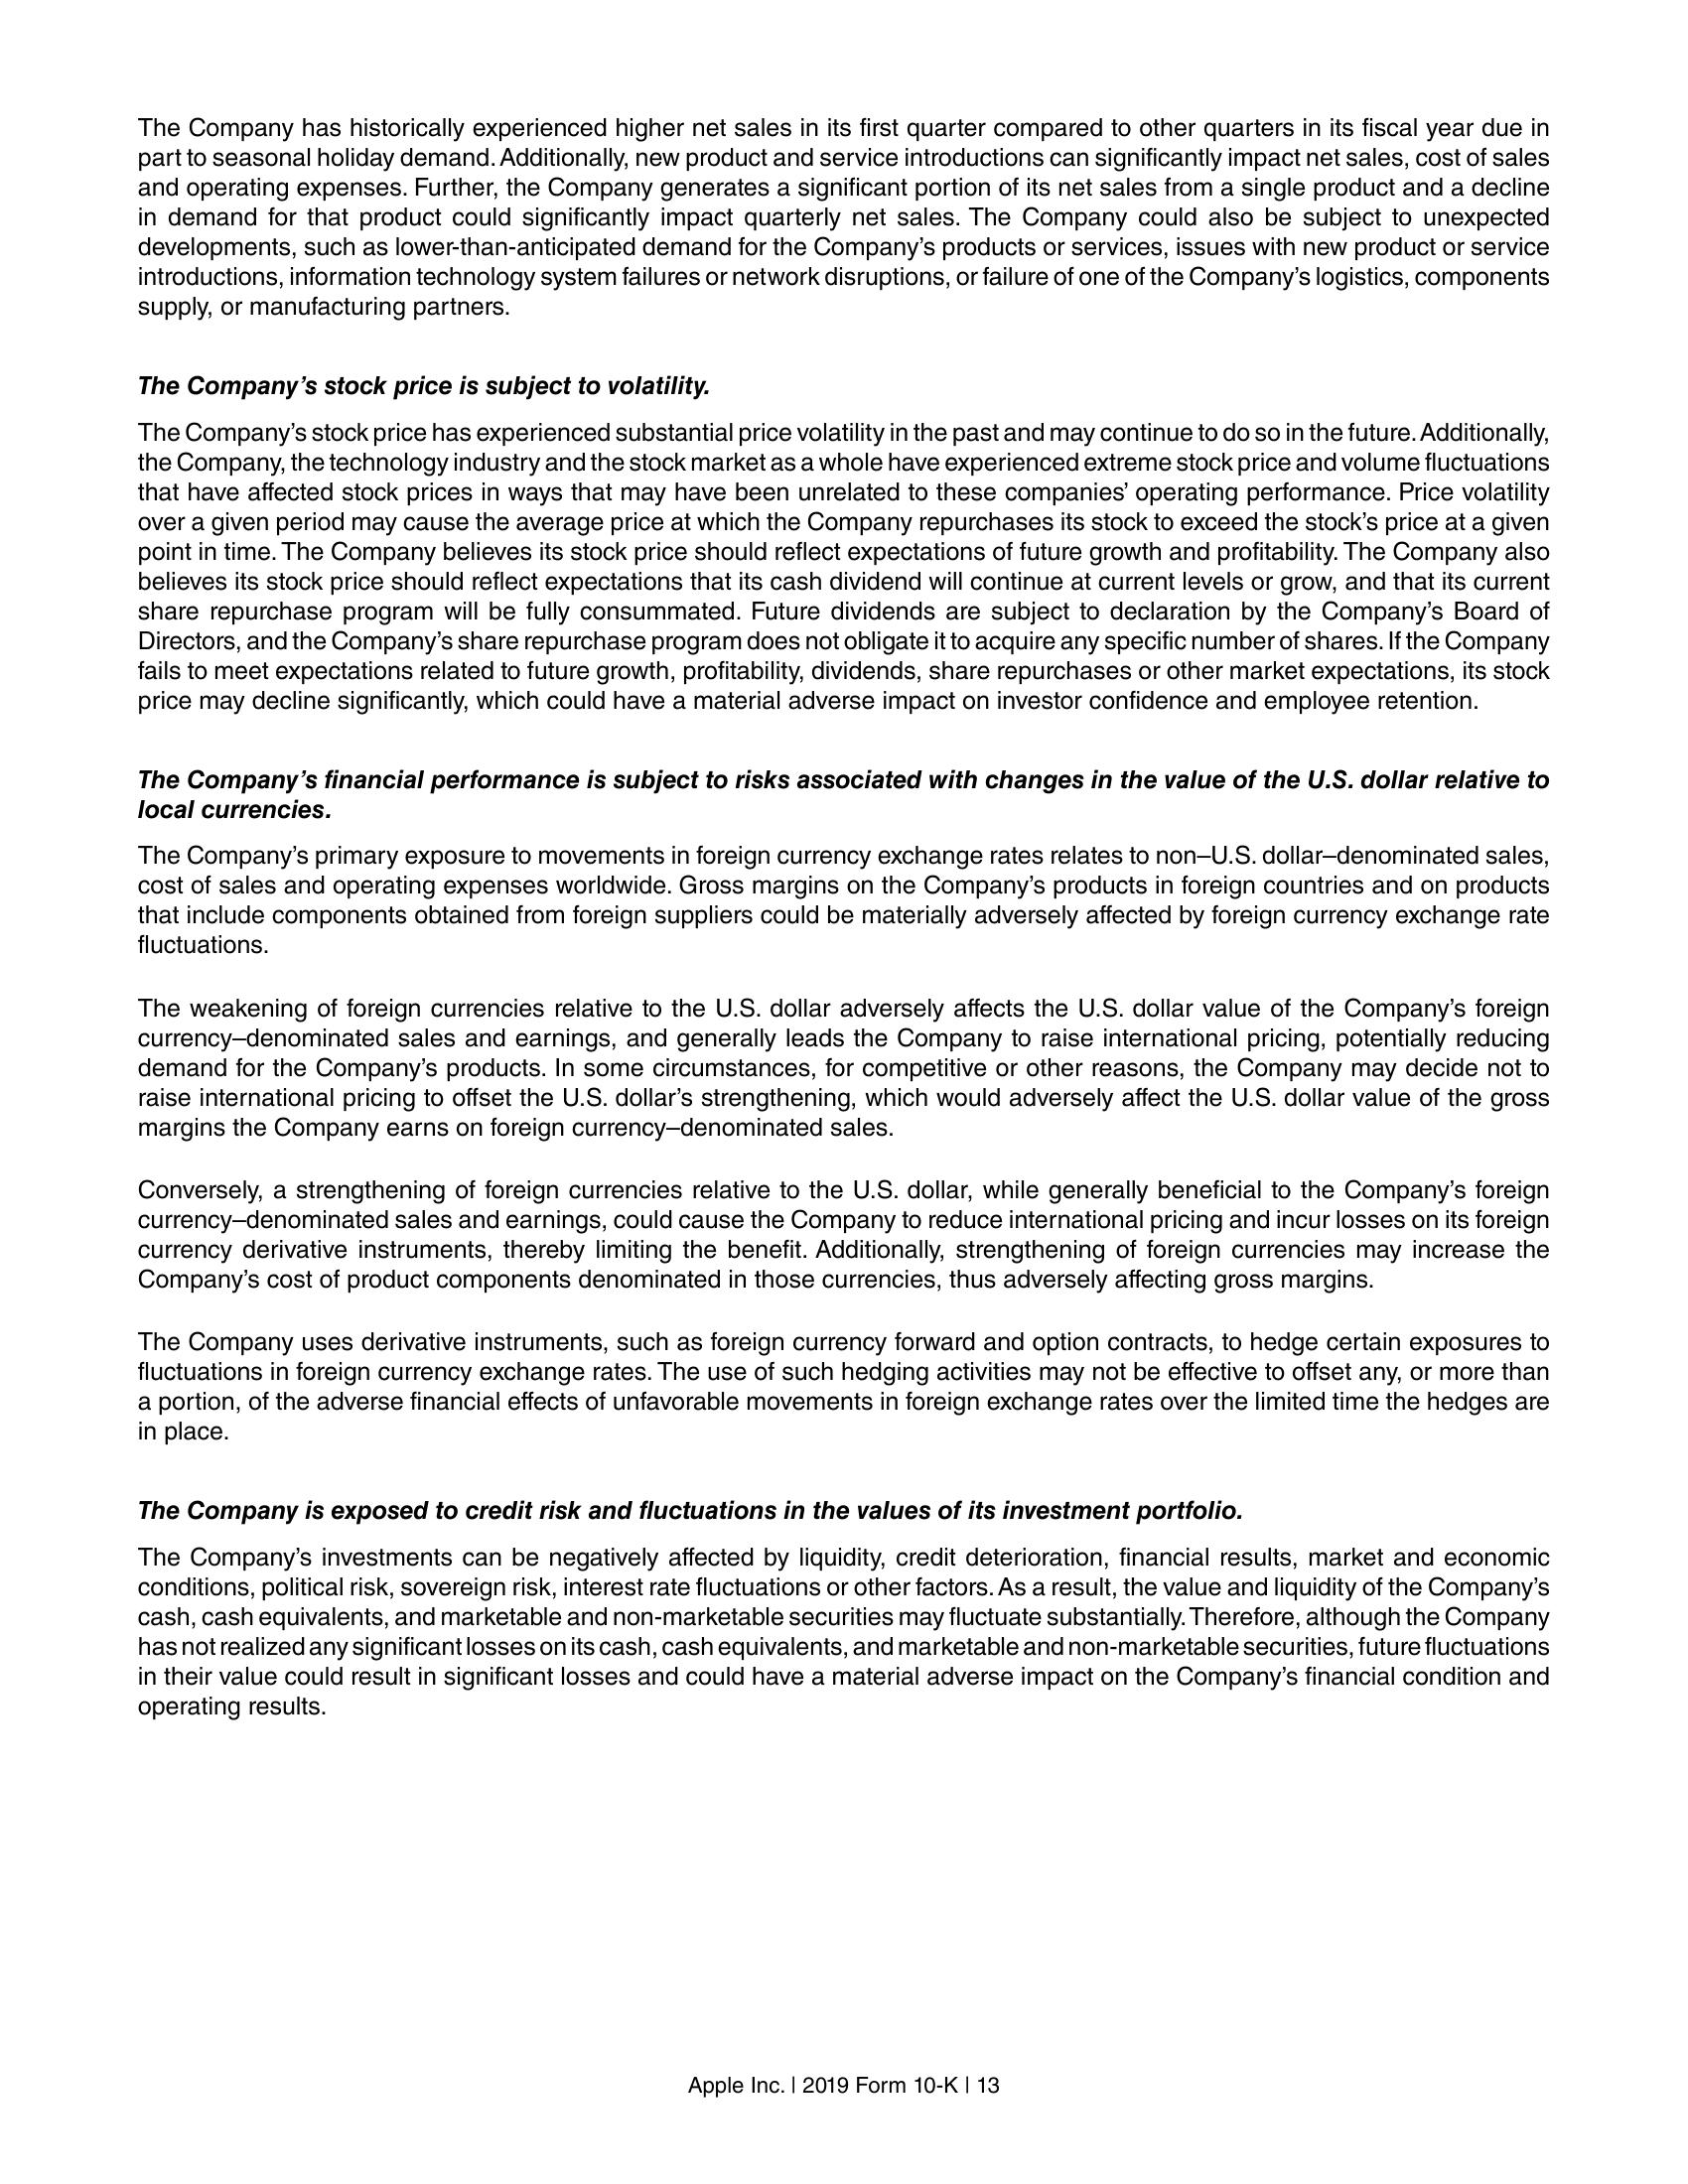 The Company has historically experienced higher net sales in its first quarter compared to other quarters in its fiscal year due in
part to seasonal holiday demand. Additionally, new product and service introductions can significantly impact net sales, cost of sales
and operating expenses. Further, the Company generates a significant portion of its net sales from a single product and a decline
in demand for that product could significantly impact quarterly net sales. The Company could also be subject to unexpected
developments, such as lower-than-anticipated demand for the Company’s products or services, issues with new product or service
introductions, information technology system failures or network disruptions, or failure of one of the Company’s logistics, components
supply, or manufacturing partners.
The Company’s stock price is subject to volatility.
The Company’s stock price has experienced substantial price volatility in the past and may continue to do so in the future. Additionally,
the Company, the technology industry and the stock market as a whole have experienced extreme stock price and volume fluctuations
that have affected stock prices in ways that may have been unrelated to these companies’ operating performance. Price volatility
over a given period may cause the average price at which the Company repurchases its stock to exceed the stock’s price at a given
point in time. The Company believes its stock price should reflect expectations of future growth and profitability. The Company also
believes its stock price should reflect expectations that its cash dividend will continue at current levels or grow, and that its current
share repurchase program will be fully consummated. Future dividends are subject to declaration by the Company’s Board of
Directors, and the Company’s share repurchase program does not obligate it to acquire any specific number of shares. If the Company
fails to meet expectations related to future growth, profitability, dividends, share repurchases or other market expectations, its stock
price may decline significantly, which could have a material adverse impact on investor confidence and employee retention.
The Company’s financial performance is subject to risks associated with changes in the value of the U.S. dollar relative to
local currencies.
The Company’s primary exposure to movements in foreign currency exchange rates relates to non–U.S. dollar–denominated sales,
cost of sales and operating expenses worldwide. Gross margins on the Company’s products in foreign countries and on products
that include components obtained from foreign suppliers could be materially adversely affected by foreign currency exchange rate
fluctuations.
The weakening of foreign currencies relative to the U.S. dollar adversely affects the U.S. dollar value of the Company’s foreign
currency–denominated sales and earnings, and generally leads the Company to raise international pricing, potentially reducing
demand for the Company’s products. In some circumstances, for competitive or other reasons, the Company may decide not to
raise international pricing to offset the U.S. dollar’s strengthening, which would adversely affect the U.S. dollar value of the gross
margins the Company earns on foreign currency–denominated sales.
Conversely, a strengthening of foreign currencies relative to the U.S. dollar, while generally beneficial to the Company’s foreign
currency–denominated sales and earnings, could cause the Company to reduce international pricing and incur losses on its foreign
currency derivative instruments, thereby limiting the benefit. Additionally, strengthening of foreign currencies may increase the
Company’s cost of product components denominated in those currencies, thus adversely affecting gross margins.
The Company uses derivative instruments, such as foreign currency forward and option contracts, to hedge certain exposures to
fluctuations in foreign currency exchange rates. The use of such hedging activities may not be effective to offset any, or more than
a portion, of the adverse financial effects of unfavorable movements in foreign exchange rates over the limited time the hedges are
in place.
The Company is exposed to credit risk and fluctuations in the values of its investment portfolio.
The Company’s investments can be negatively affected by liquidity, credit deterioration, financial results, market and economic
conditions, political risk, sovereign risk, interest rate fluctuations or other factors. As a result, the value and liquidity of the Company’s
cash, cash equivalents, and marketable and non-marketable securities may fluctuate substantially. Therefore, although the Company
has not realized any significant losses on its cash, cash equivalents, and marketable and non-marketable securities, future fluctuations
in their value could result in significant losses and could have a material adverse impact on the Company’s financial condition and
operating results.
Apple Inc. | 2019 Form 10-K | 13